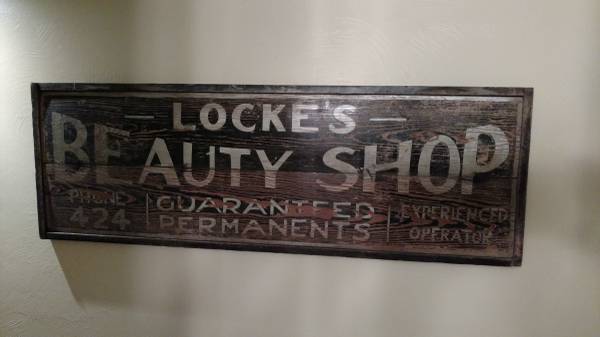 — LOCKE'S —
BEAUTY SHOP
PHONE 424
GUARANTEED PERMANENTS
EXPERIENCED OPERATOR